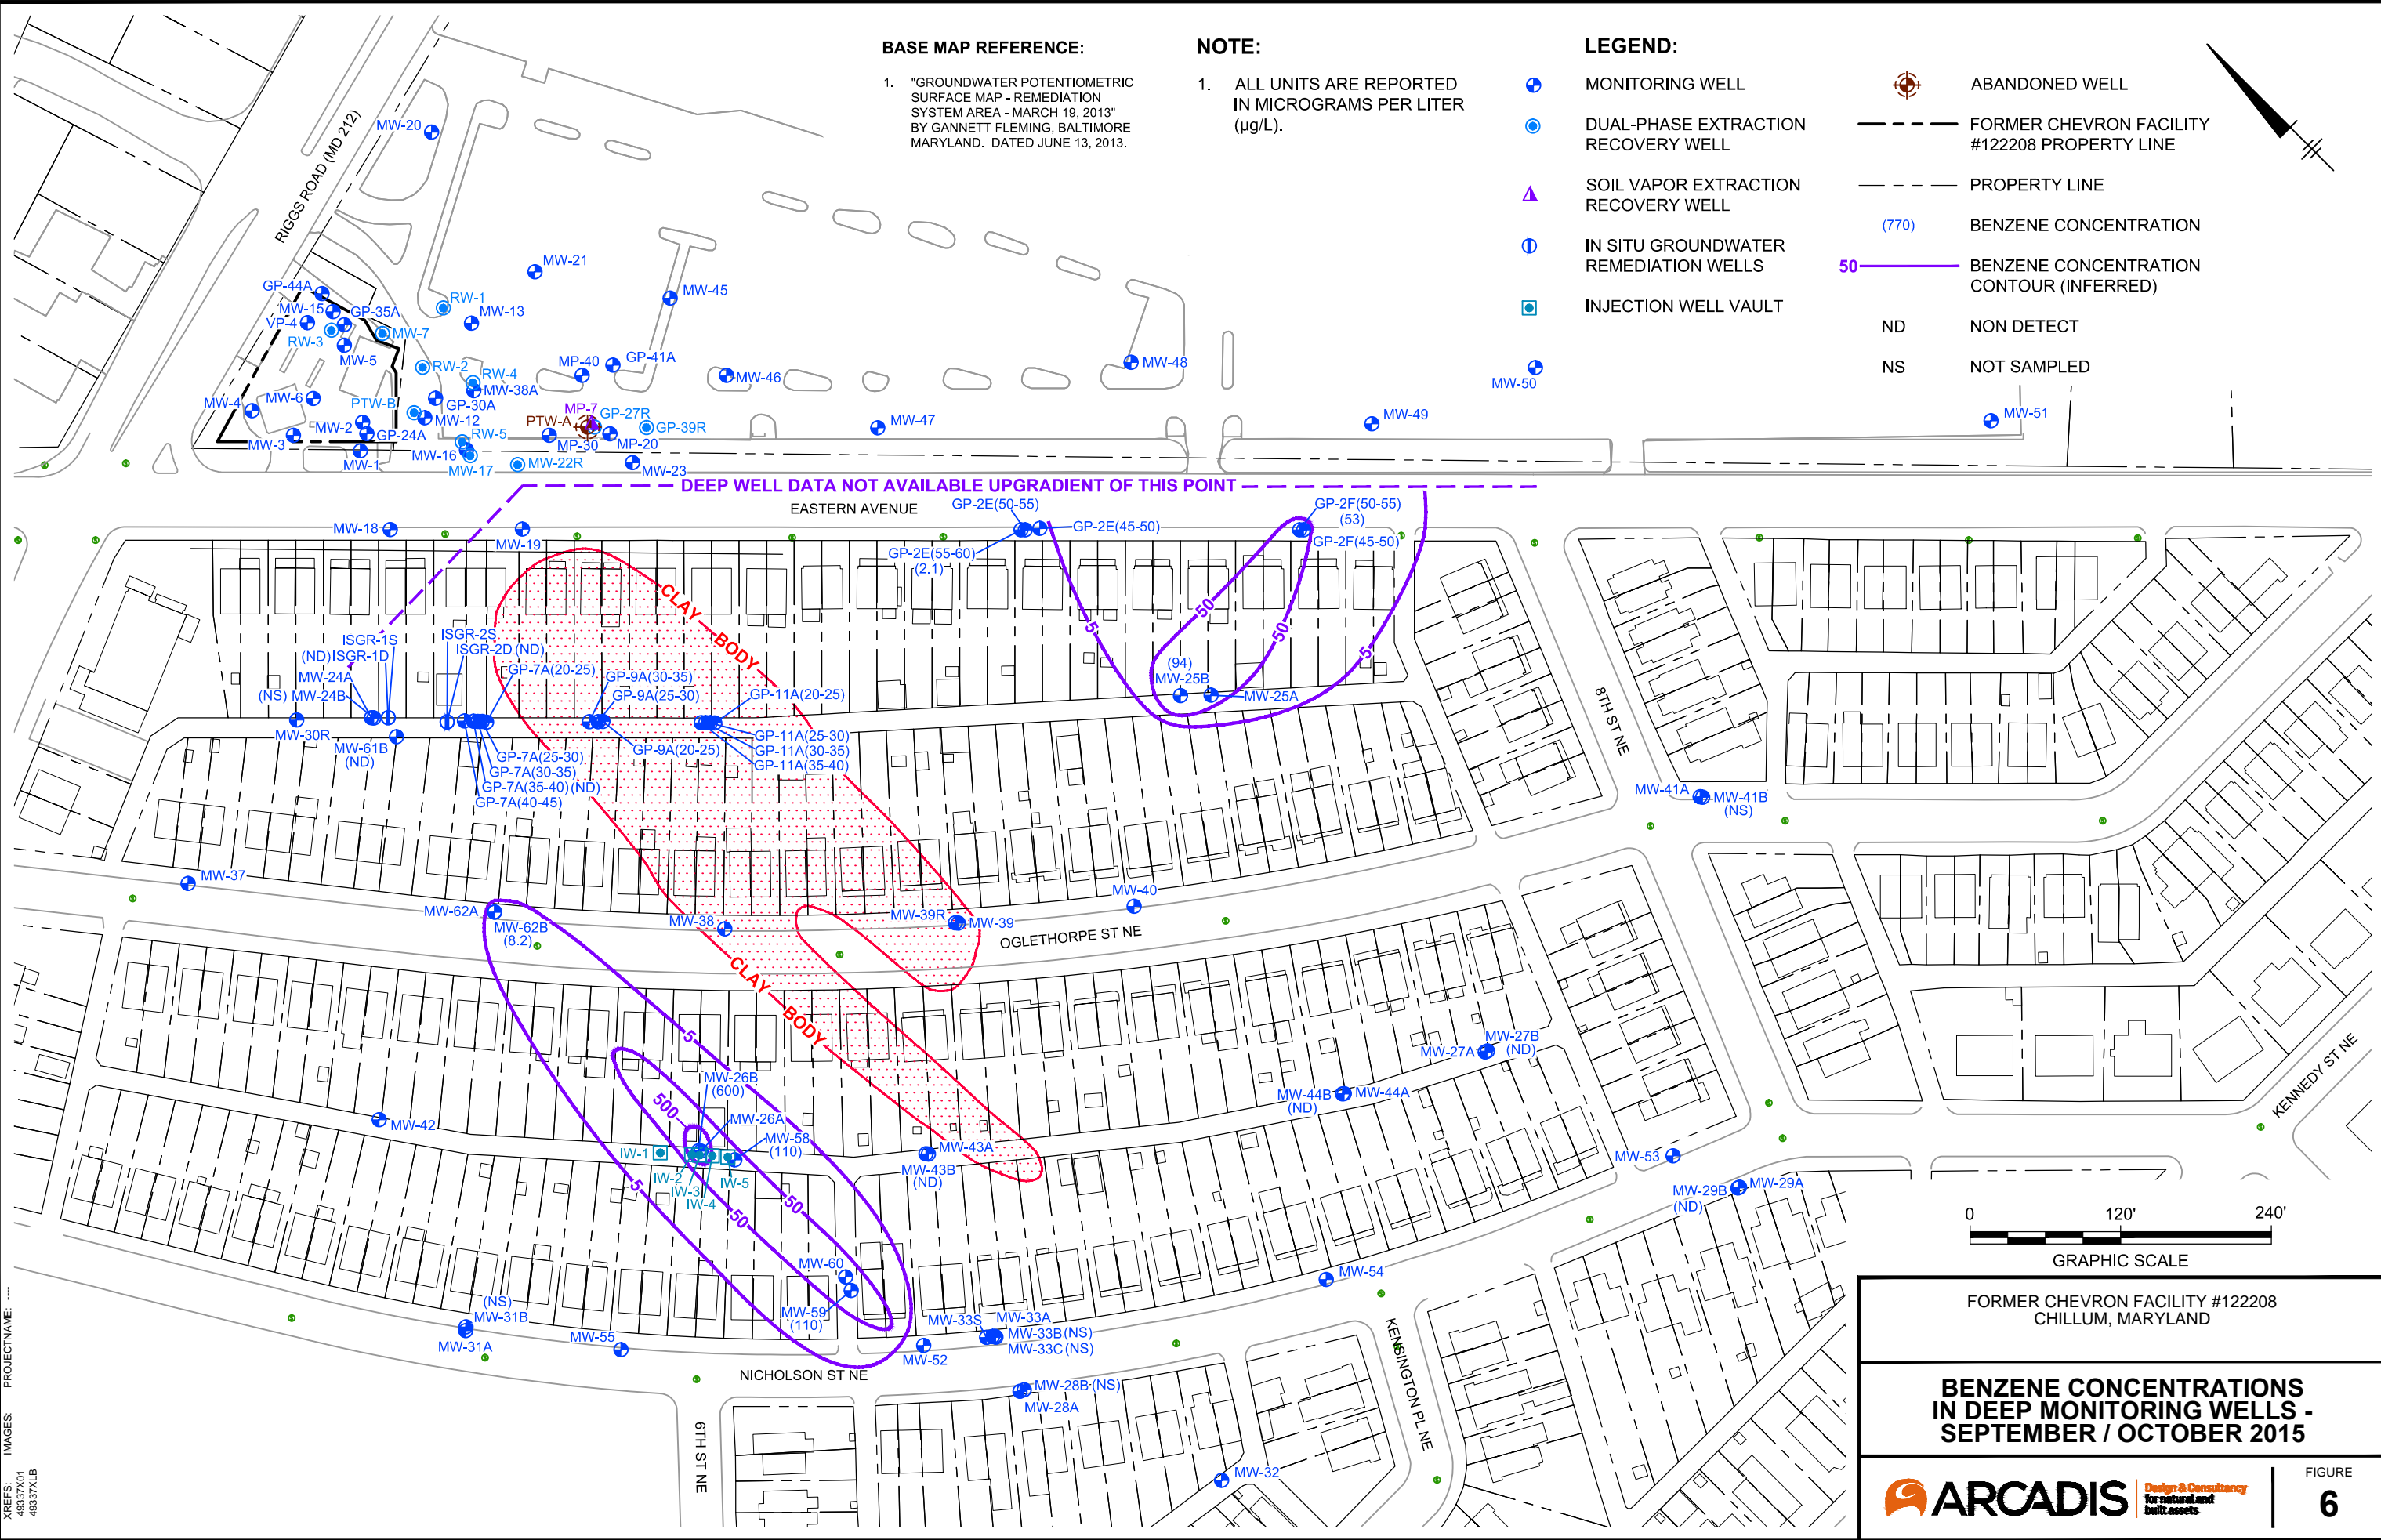 BASE MAP REFERENCE:
1. "GROUNDWATER POTENTIOMETRIC
SURFACE MAP - REMEDIATION
SYSTEM AREA - MARCH 19, 2013"
BY GANNETT FLEMING, BALTIMORE
MARYLAND. DATED JUNE 13, 2013.
NOTE:
1. ALL UNITS ARE REPORTED
IN MICROGRAMS PER LITER
(µg/L).
LEGEND:
MONITORING WELL
DUAL-PHASE EXTRACTION
RECOVERY WELL
SOIL VAPOR EXTRACTION
RECOVERY WELL
IN SITU GROUNDWATER
REMEDIATION WELLS
INJECTION WELL VAULT
ABANDONED WELL
FORMER CHEVRON FACILITY
#122208 PROPERTY LINE
PROPERTY LINE
(770) BENZENE CONCENTRATION
50 BENZENE CONCENTRATION
CONTOUR (INFERRED)
ND NON DETECT
NS NOT SAMPLED
RIGGS ROAD (MD 212)
MW-20
MW-21
MW-45
GP-44A
MW-15
GP-35A
VP-4
RW-3
MW-5
MW-7
RW-1
MW-13
RW-2
RW-4
MW-38A
MP-40
GP-41A
MW-46
MW-48
MW-50
MW-4
MW-6
PTW-B
GP-30A
MW-12
MW-2
GP-24A
MW-3
MW-1
RW-5
MW-16
MW-17
MP-7
PTW-A
GP-27R
GP-39R
MP-30
MP-20
MW-22R
MW-23
MW-47
MW-49
MW-51
DEEP WELL DATA NOT AVAILABLE UPGRADIENT OF THIS POINT
EASTERN AVENUE
MW-18
MW-19
GP-2E(50-55)
GP-2E(45-50)
GP-2E(55-60)
(2.1)
GP-2F(50-55)
(53)
GP-2F(45-50)
CLAY BODY
5
50
50
5
(94)
MW-25B
MW-25A
ISGR-1S
(ND) ISGR-1D
MW-24A
(NS) MW-24B
ISGR-2S
ISGR-2D (ND)
GP-7A(20-25)
GP-9A(30-35)
GP-9A(25-30)
GP-11A(20-25)
MW-30R
MW-61B
(ND)
GP-7A(25-30)
GP-7A(30-35)
GP-7A(35-40) (ND)
GP-7A(40-45)
GP-9A(20-25)
GP-11A(25-30)
GP-11A(30-35)
GP-11A(35-40)
8TH ST NE
MW-41A
MW-41B
(NS)
MW-37
MW-62A
MW-62B
(8.2)
MW-38
MW-39R
MW-39
MW-40
OGLETHORPE ST NE
CLAY BODY
5
MW-27A
MW-27B
(ND)
MW-44B
(ND)
MW-44A
MW-42
MW-26B
(600)
500
MW-26A
MW-58
(110)
IW-1
IW-2
IW-3
IW-4
IW-5
MW-43A
MW-43B
(ND)
5
50
50
MW-53
MW-29B
(ND)
MW-29A
KENNEDY ST NE
MW-60
MW-59
(110)
MW-54
(NS)
MW-31B
MW-31A
MW-55
MW-33S
MW-33A
MW-33B (NS)
MW-33C (NS)
MW-52
NICHOLSON ST NE
MW-28B (NS)
MW-28A
KENSINGTON PL NE
6TH ST NE
MW-32
0 120' 240'
GRAPHIC SCALE
FORMER CHEVRON FACILITY #122208
CHILLUM, MARYLAND
BENZENE CONCENTRATIONS
IN DEEP MONITORING WELLS -
SEPTEMBER / OCTOBER 2015
ARCADIS
Design & Consultancy
for natural and
built assets
FIGURE
6
XREFS: IMAGES: PROJECTNAME: ----
49337X01
49337XLB